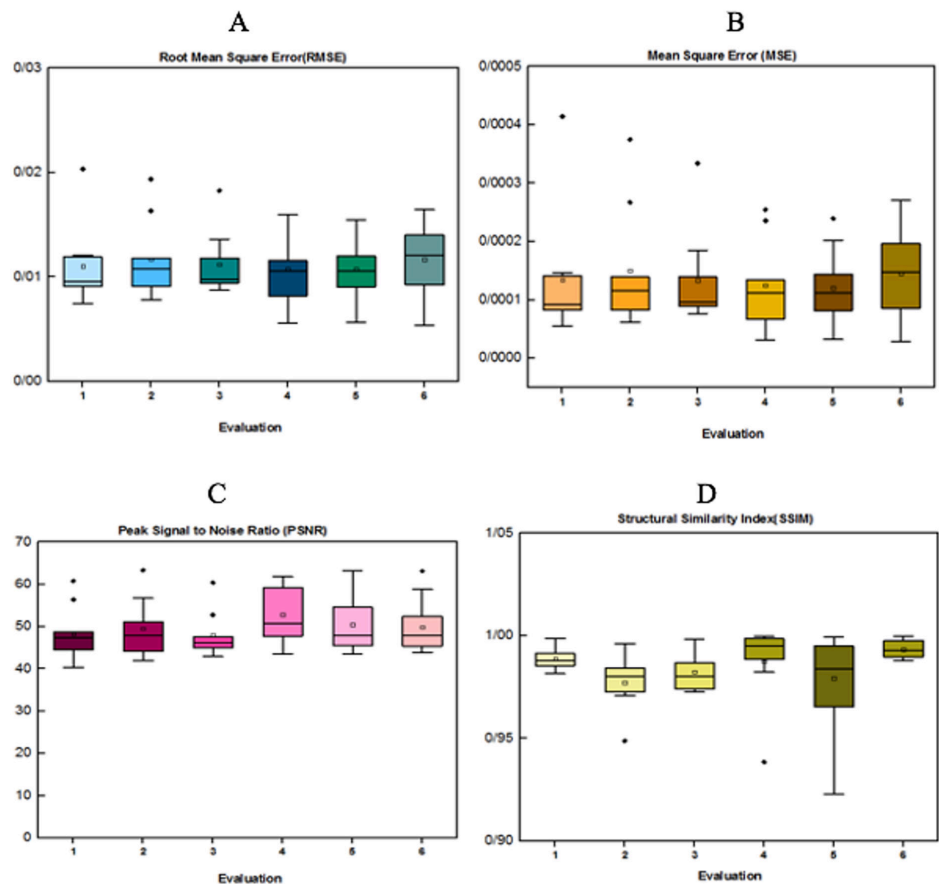 A
Root Mean Square Error(RMSE)
0/03
0/02
0/01
0/00
1 2 3 4 5 6
Evaluation
B
Mean Square Error (MSE)
0/0005
0/0004
0/0003
0/0002
0/0001
0/0000
1 2 3 4 5 6
Evaluation
C
Peak Signal to Noise Ratio (PSNR)
70
60
50
40
30
20
10
0
1 2 3 4 5 6
Evaluation
D
Structural Similarity Index(SSIM)
1/05
1/00
0/95
0/90
1 2 3 4 5 6
Evaluation